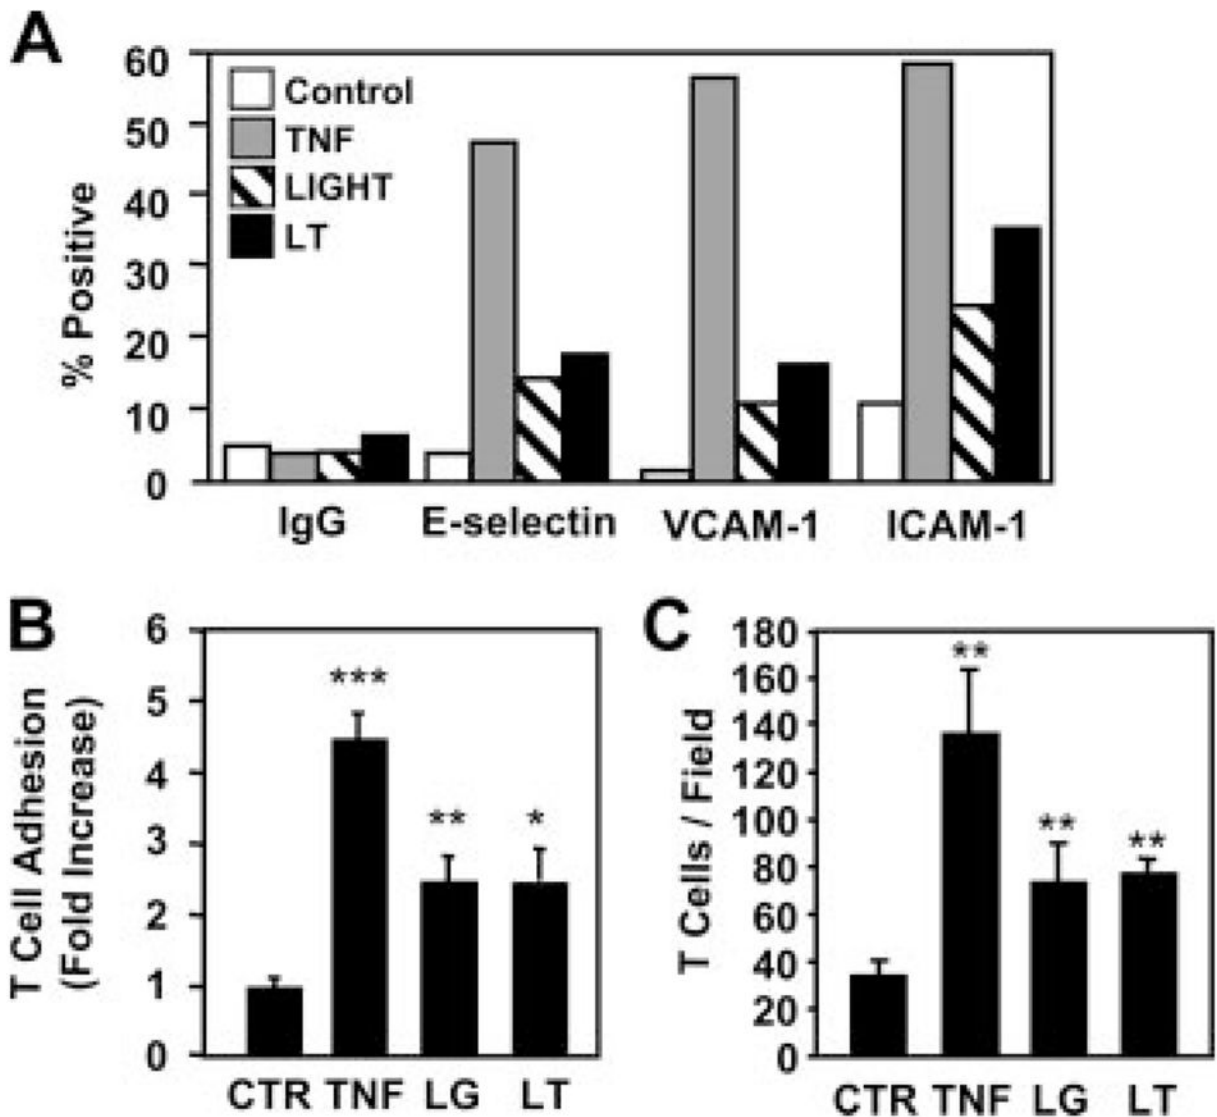 A
60
50
40
30
20
10
0
% Positive
Control
TNF
LIGHT
LT
IgG E-selectin VCAM-1 ICAM-1
B
6
5
4
3
2
1
0
T Cell Adhesion
(Fold Increase)
***
**
*
CTR TNF LG LT
C
180
160
140
120
100
80
60
40
20
0
T Cells / Field
**
**
**
CTR TNF LG LT